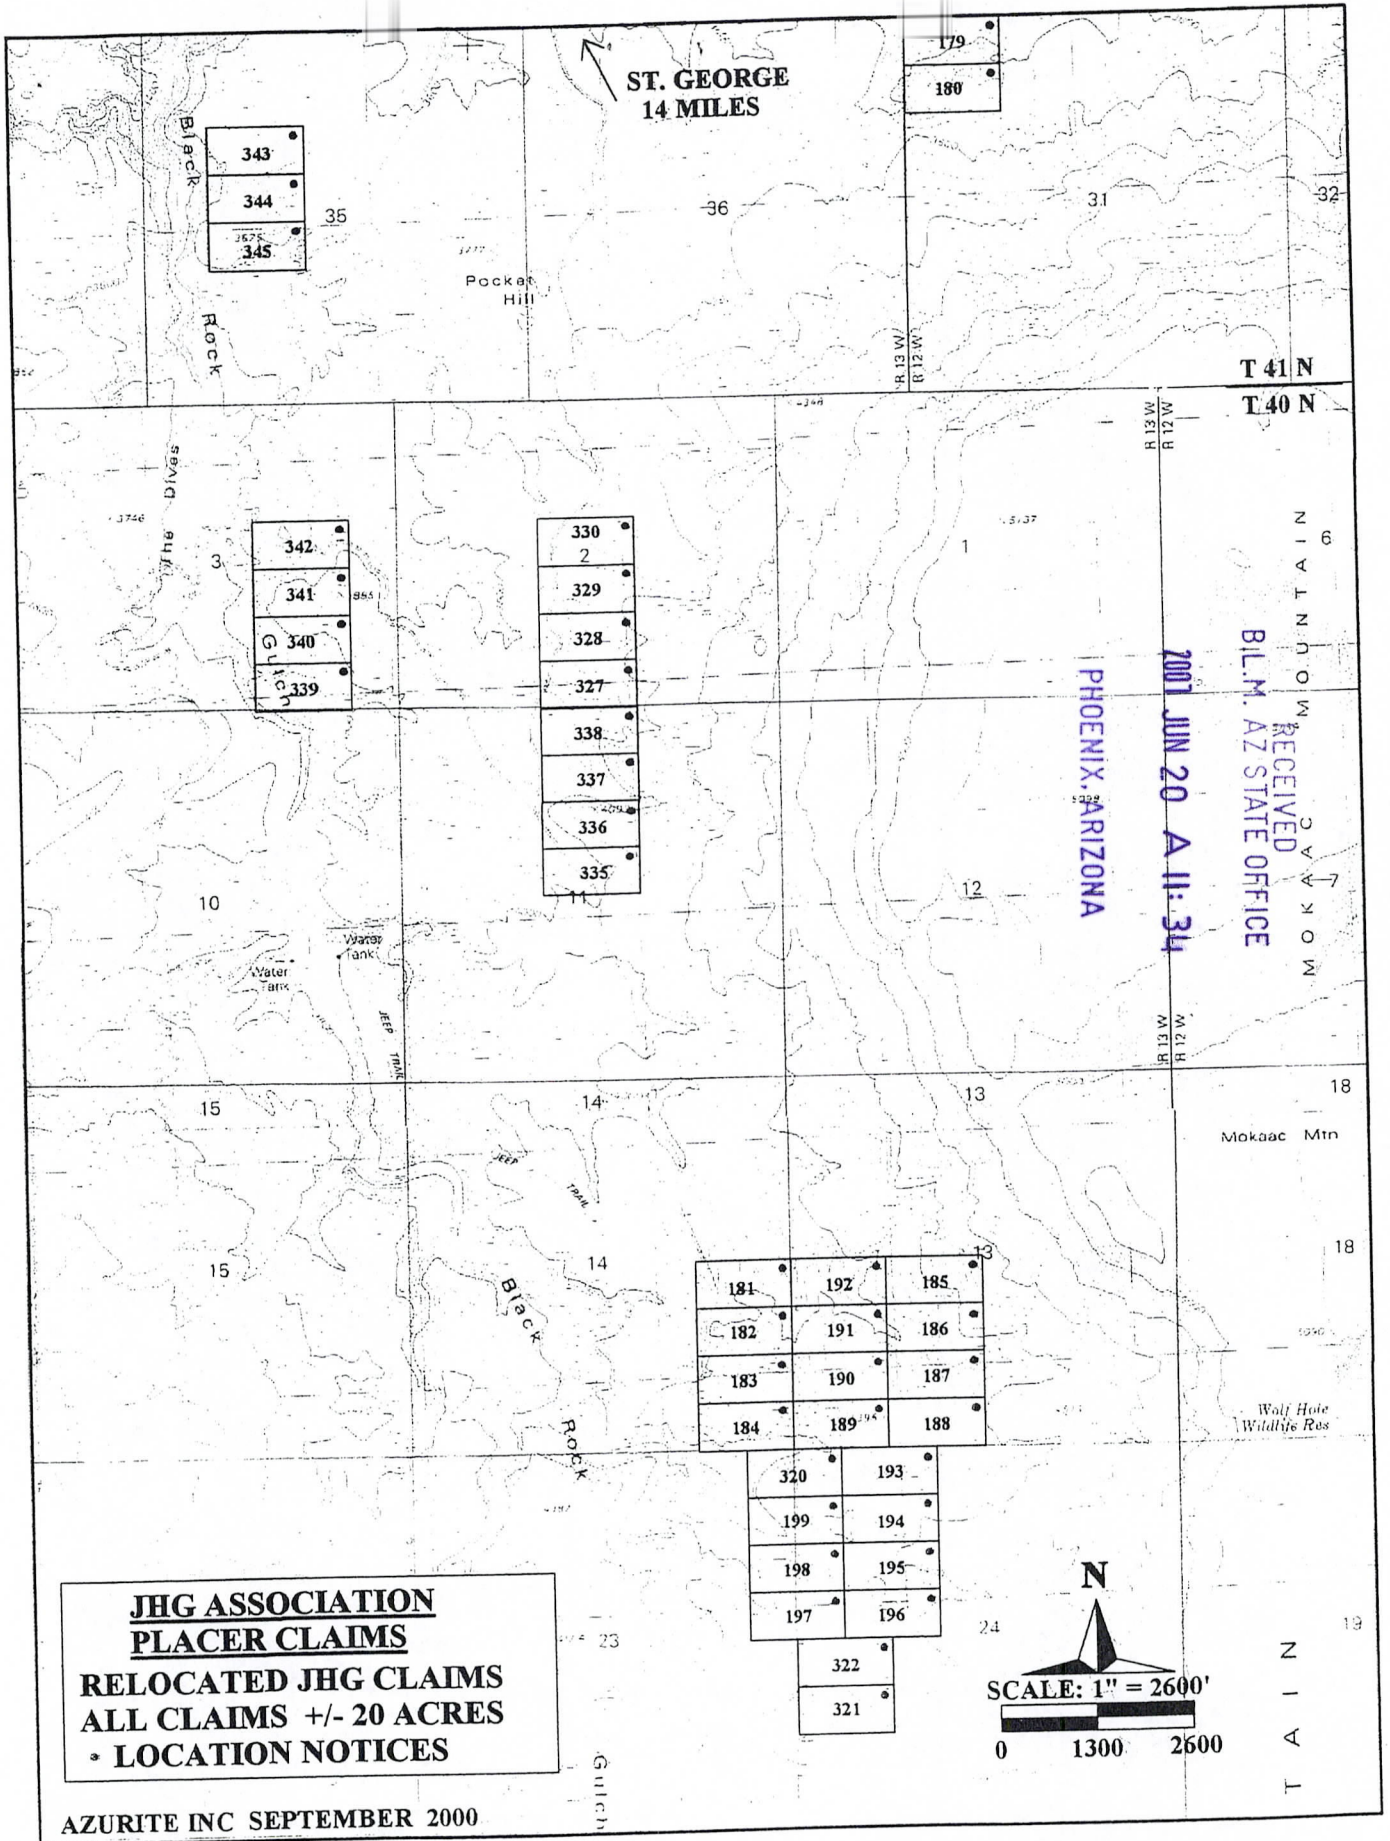 ST. GEORGE
14 MILES
179
180
343
344
345
3675
35
36
31
32
Black
Rock
Pocket
Hill
R 13 W
R 12 W
T 41 N
T 40 N
R 13 W
R 12 W
The Dives
3746
3
342
341
340
339
Gulch
330
2
329
328
327
338
337
336
335
11
1
6
MOKAAC MOUNTAIN
RECEIVED
B.L.M. AZ STATE OFFICE
2001 JUN 20 A 11: 34
PHOENIX, ARIZONA
10
12
7
Water
Tank
Water
Tank
JEEP TRAIL
R 13 W
R 12 W
15
14
13
18
Mokaac Mtn
JEEP TRAIL
15
14
13
18
Black
Rock
181
192
185
182
191
186
183
190
187
184
189
188
Wolf Hole
Wildlife Res
320
193
199
194
198
195
197
196
322
321
23
24
19
Gulch
TAIN
N
SCALE: 1" = 2600'
0 1300 2600
JHG ASSOCIATION
PLACER CLAIMS
RELOCATED JHG CLAIMS
ALL CLAIMS +/- 20 ACRES
• LOCATION NOTICES
AZURITE INC SEPTEMBER 2000